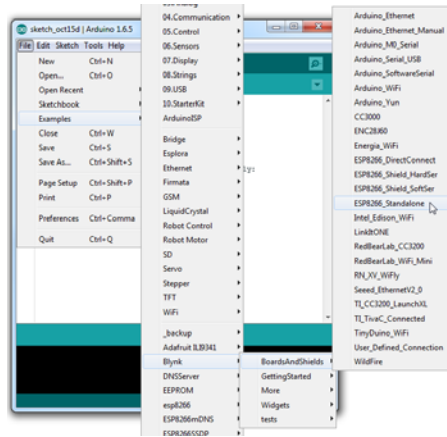 sketch_oct15d | Arduino 1.6.5
File Edit Sketch Tools Help
New Ctrl+N
Open... Ctrl+O
Open Recent
Sketchbook
Examples
Close Ctrl+W
Save Ctrl+S
Save As... Ctrl+Shift+S
Page Setup Ctrl+Shift+P
Print Ctrl+P
Preferences Ctrl+Comma
Quit Ctrl+Q
04.Communication
05.Control
06.Sensors
07.Display
08.Strings
09.USB
10.StarterKit
ArduinoISP
Bridge
Esplora
Ethernet
Firmata
GSM
LiquidCrystal
Robot Control
Robot Motor
SD
Servo
Stepper
TFT
WiFi
_backup
Adafruit ILI9341
Blynk
DNSServer
EEPROM
esp8266
ESP8266mDNS
ESP8266SSDP
ly:
BoardsAndShields
GettingStarted
More
Widgets
tests
Arduino_Ethernet
Arduino_Ethernet_Manual
Arduino_M0_Serial
Arduino_Serial_USB
Arduino_SoftwareSerial
Arduino_WiFi
Arduino_Yun
CC3000
ENC28J60
Energia_WiFi
ESP8266_DirectConnect
ESP8266_Shield_HardSer
ESP8266_Shield_SoftSer
ESP8266_Standalone
Intel_Edison_WiFi
LinkItONE
RedBearLab_CC3200
RedBearLab_WiFi_Mini
RN_XV_WiFly
Seeed_EthernetV2_0
TI_CC3200_LaunchXL
TI_TivaC_Connected
TinyDuino_WiFi
User_Defined_Connection
WildFire